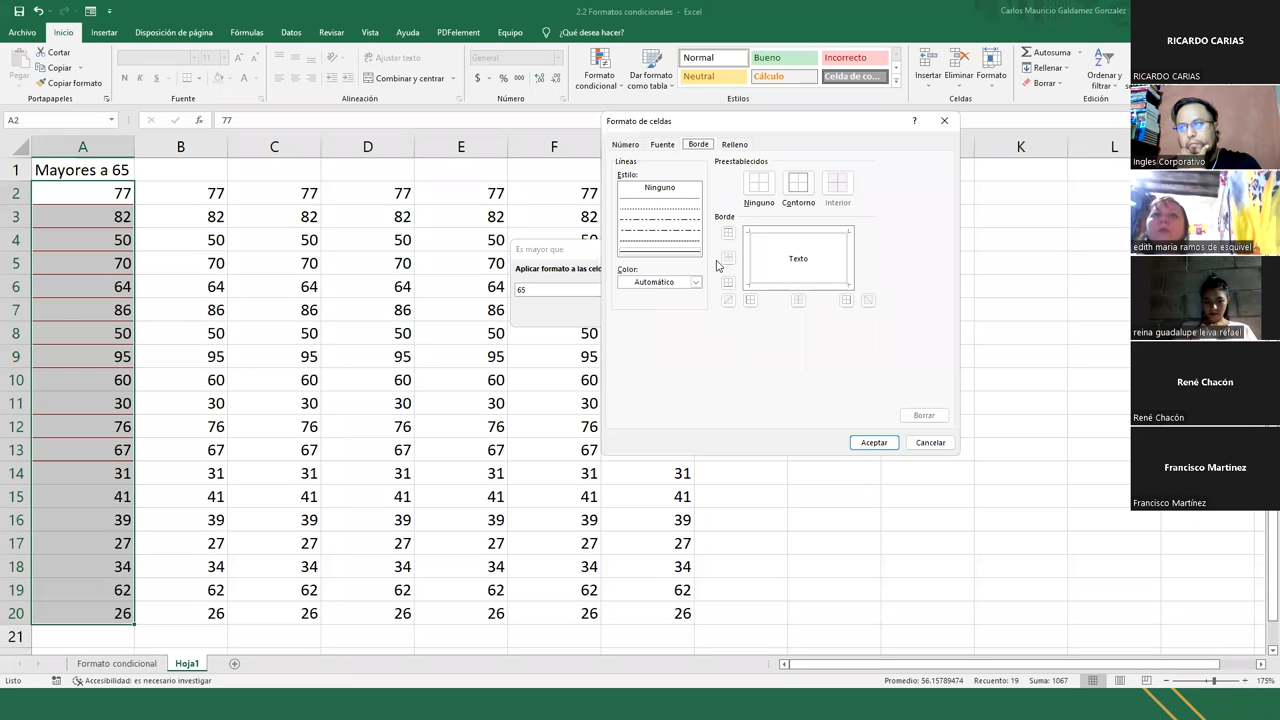 2.2 Formatos condicionales - Excel
Carlos Mauricio Galdamez Gonzalez
Archivo Inicio Insertar Disposición de página Fórmulas Datos Revisar Vista Ayuda PDFelement Equipo ¿Qué desea hacer?
Pegar
Cortar
Copiar
Copiar formato
Portapapeles
N K S
Fuente
Ajustar texto
Combinar y centrar
Alineación
General
$ % 000
Número
Formato condicional
Dar formato como tabla
Normal Bueno Incorrecto
Neutral Cálculo Celda de co...
Estilos
Insertar Eliminar Formato
Celdas
Autosuma
Rellenar
Borrar
Ordenar y filtrar
Edición
A2 fx 77
A B C D E F K L
1 Mayores a 65
2 77 77 77 77 77 77
3 82 82 82 82 82 82
4 50 50 50 50 50 50
5 70 70 70 70 70 70
6 64 64 64 64 64 64
7 86 86 86 86 86 86
8 50 50 50 50 50 50
9 95 95 95 95 95 95
10 60 60 60 60 60 60
11 30 30 30 30 30 30
12 76 76 76 76 76 76
13 67 67 67 67 67 67
14 31 31 31 31 31 31 31
15 41 41 41 41 41 41 41
16 39 39 39 39 39 39 39
17 27 27 27 27 27 27 27
18 34 34 34 34 34 34 34
19 62 62 62 62 62 62 62
20 26 26 26 26 26 26 26
21
Es mayor que
Aplicar formato a las celd
65
Formato de celdas ?
Número Fuente Borde Relleno
Líneas
Estilo:
Ninguno
Color:
Automático
Preestablecidos
Ninguno Contorno Interior
Borde
Texto
Borrar
Aceptar Cancelar
RICARDO CARIAS
RICARDO CARIAS
Ingles Corporativo
edith maria ramos de esquivel
reina guadalupe leiva refael
René Chacón
René Chacón
Francisco Martínez
Francisco Martínez
Formato condicional Hoja1
Listo Accesibilidad: es necesario investigar Promedio: 56.15789474 Recuento: 19 Suma: 1067 175%